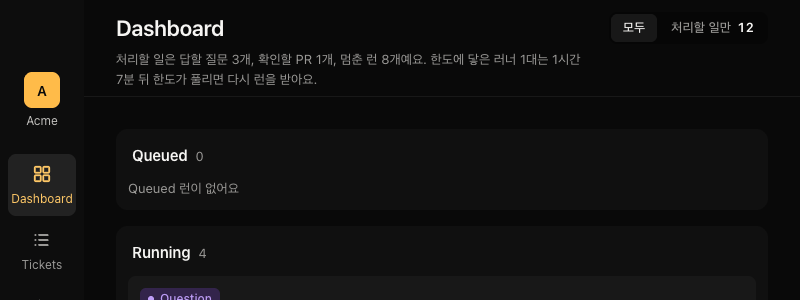 Dashboard
모두
처리할 일만 12
처리할 일은 답할 질문 3개, 확인할 PR 1개, 멈춘 런 8개예요. 한도에 닿은 러너 1대는 1시간
7분 뒤 한도가 풀리면 다시 런을 받아요.
A
Acme
Dashboard
Tickets
Queued 0
Queued 런이 없어요
Running 4
Question